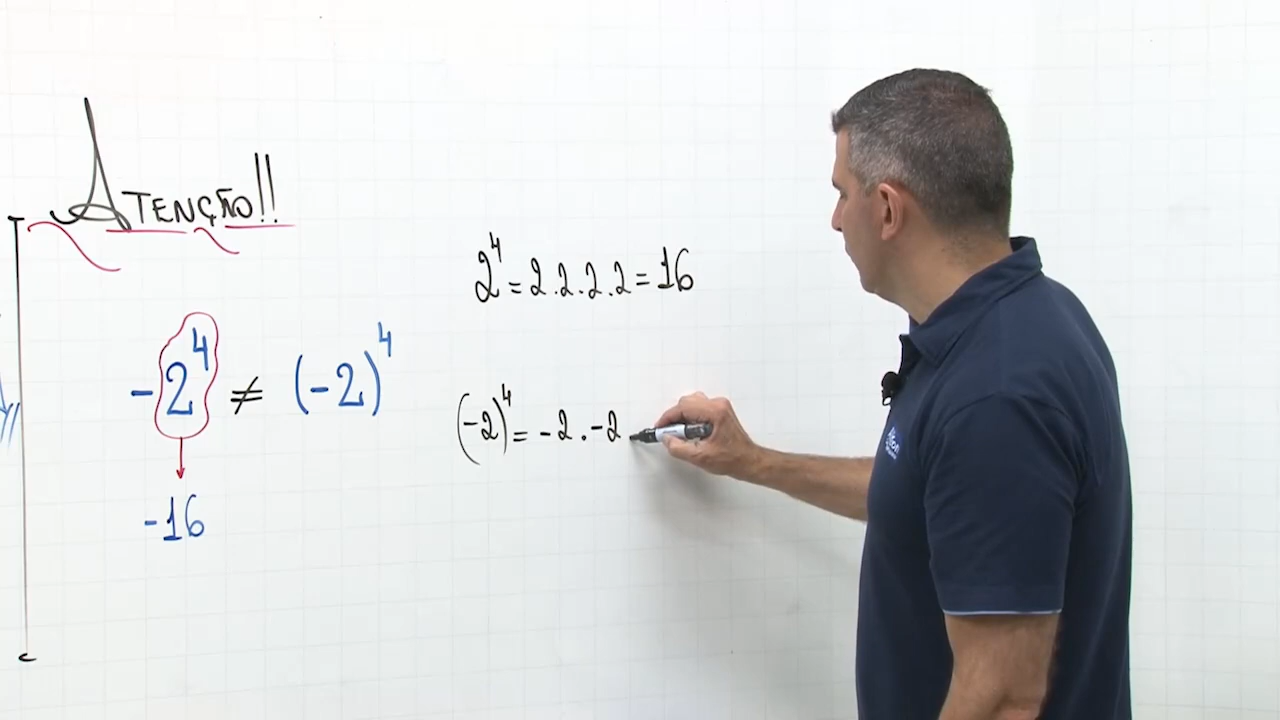 ATENÇÃO!!
2⁴ = 2.2.2.2 = 16
-2⁴ ≠ (-2)⁴
(-2)⁴ = -2 . -2
-16